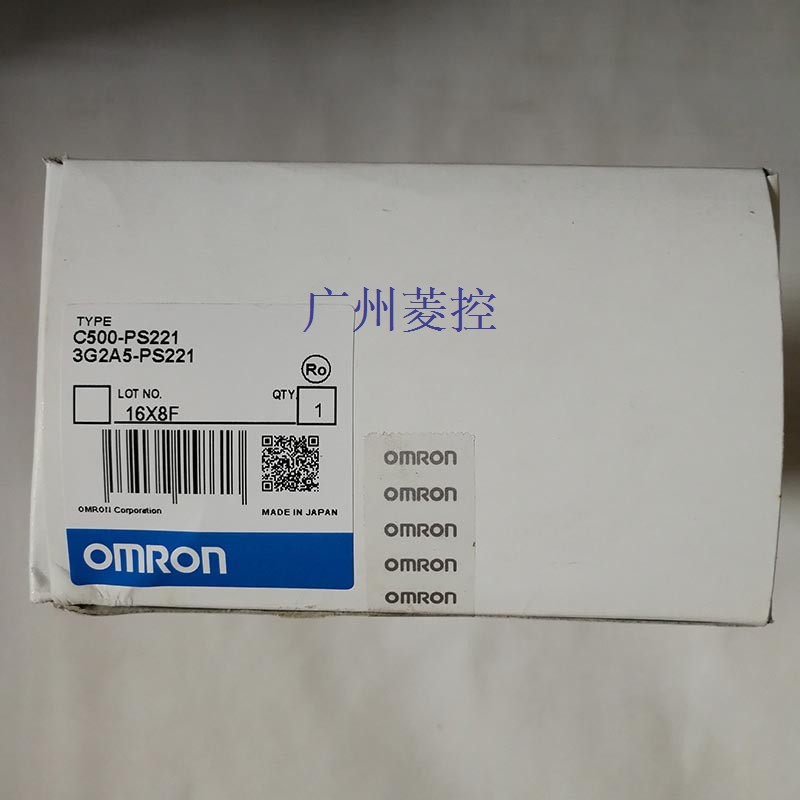 广州菱控
TYPE
C500-PS221
3G2A5-PS221
Ro
LOT NO.
QTY.
16X8F
1
OMRON Corporation
MADE IN JAPAN
OMRON
OMRON
OMRON
OMRON
OMRON
OMRON